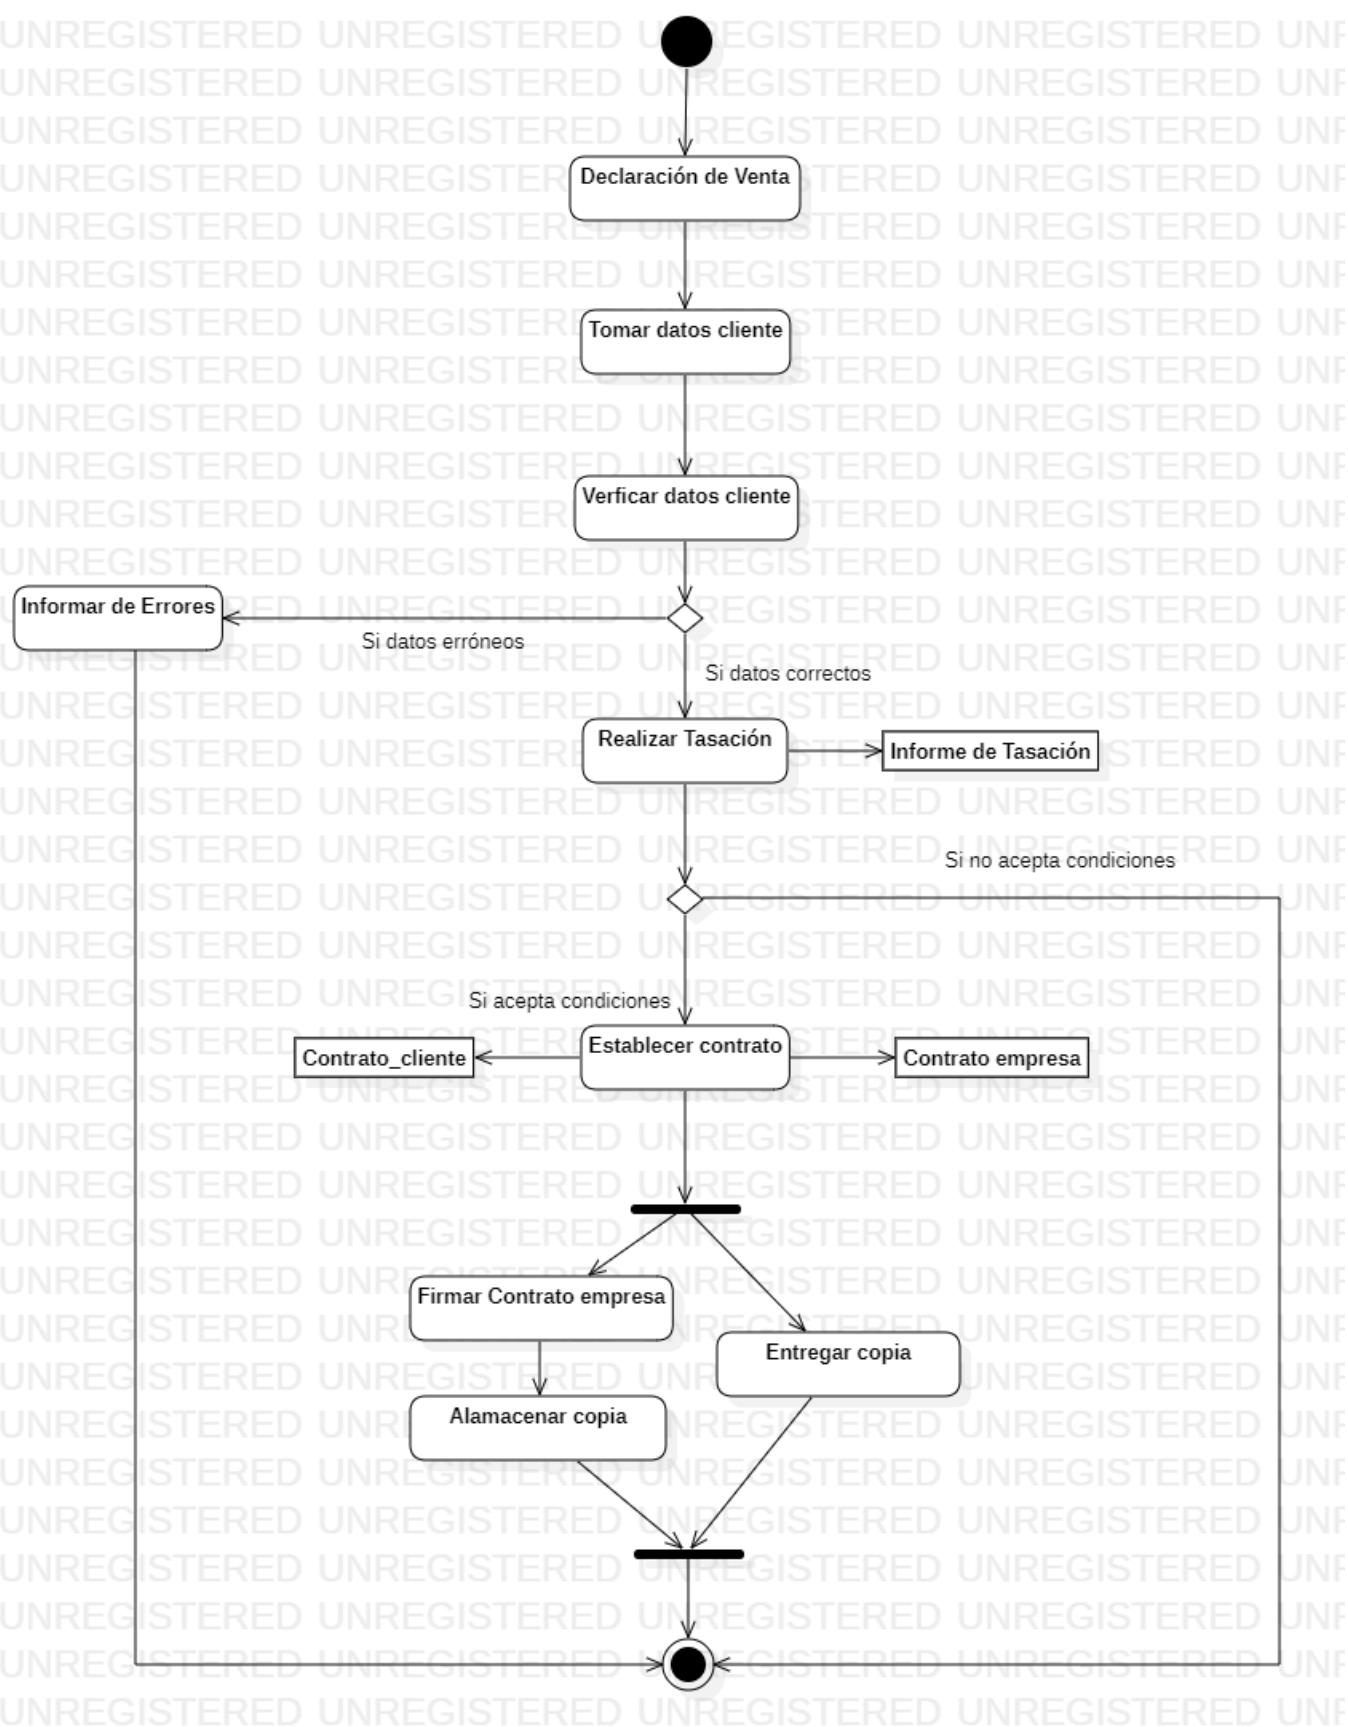 Declaración de Venta
Tomar datos cliente
Verficar datos cliente
Informar de Errores
Si datos erróneos
Si datos correctos
Realizar Tasación
Informe de Tasación
Si no acepta condiciones
Si acepta condiciones
Contrato_cliente
Establecer contrato
Contrato empresa
Firmar Contrato empresa
Entregar copia
Alamacenar copia
UNREGISTERED